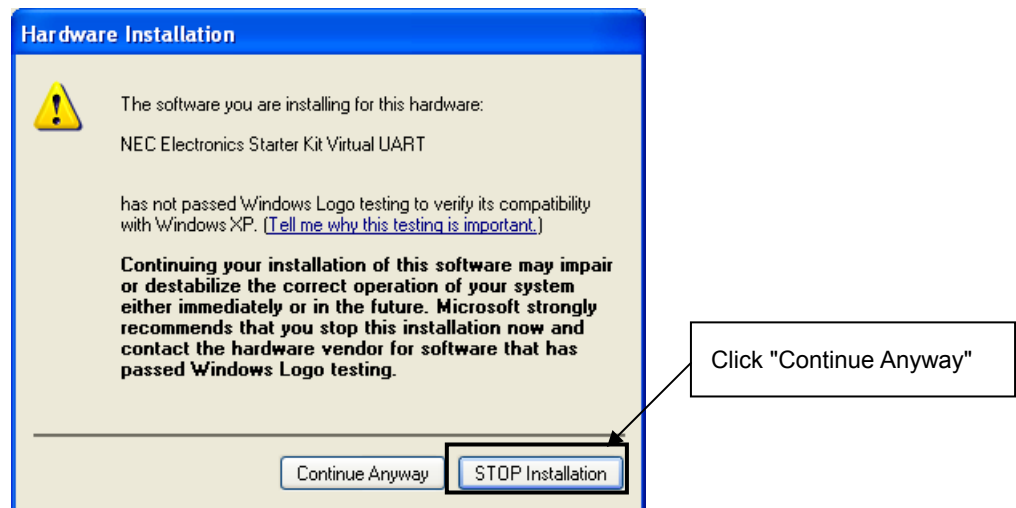 Hardware Installation
The software you are installing for this hardware:
NEC Electronics Starter Kit Virtual UART
has not passed Windows Logo testing to verify its compatibility
with Windows XP. (Tell me why this testing is important.)
Continuing your installation of this software may impair
or destabilize the correct operation of your system
either immediately or in the future. Microsoft strongly
recommends that you stop this installation now and
contact the hardware vendor for software that has
passed Windows Logo testing.
Click "Continue Anyway"
Continue Anyway
STOP Installation